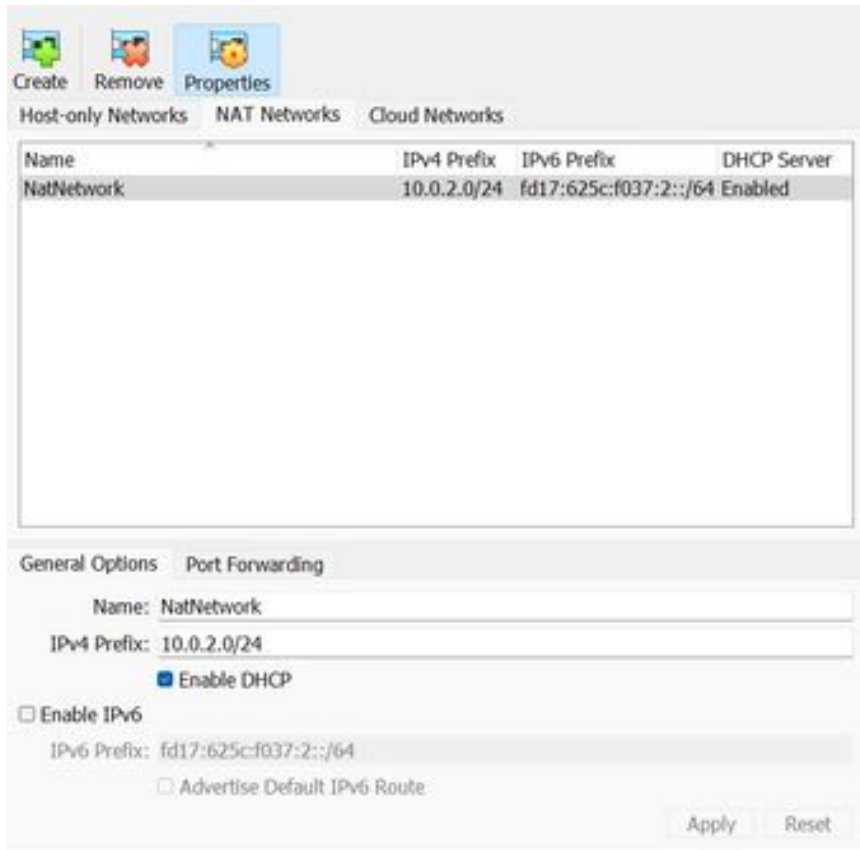 Create Remove Properties
Host-only Networks NAT Networks Cloud Networks
Name IPv4 Prefix IPv6 Prefix DHCP Server
NatNetwork 10.0.2.0/24 fd17:625c:f037:2::/64 Enabled
General Options Port Forwarding
Name: NatNetwork
IPv4 Prefix: 10.0.2.0/24
Enable DHCP
Enable IPv6
IPv6 Prefix: fd17:625c:f037:2::/64
Advertise Default IPv6 Route
Apply Reset